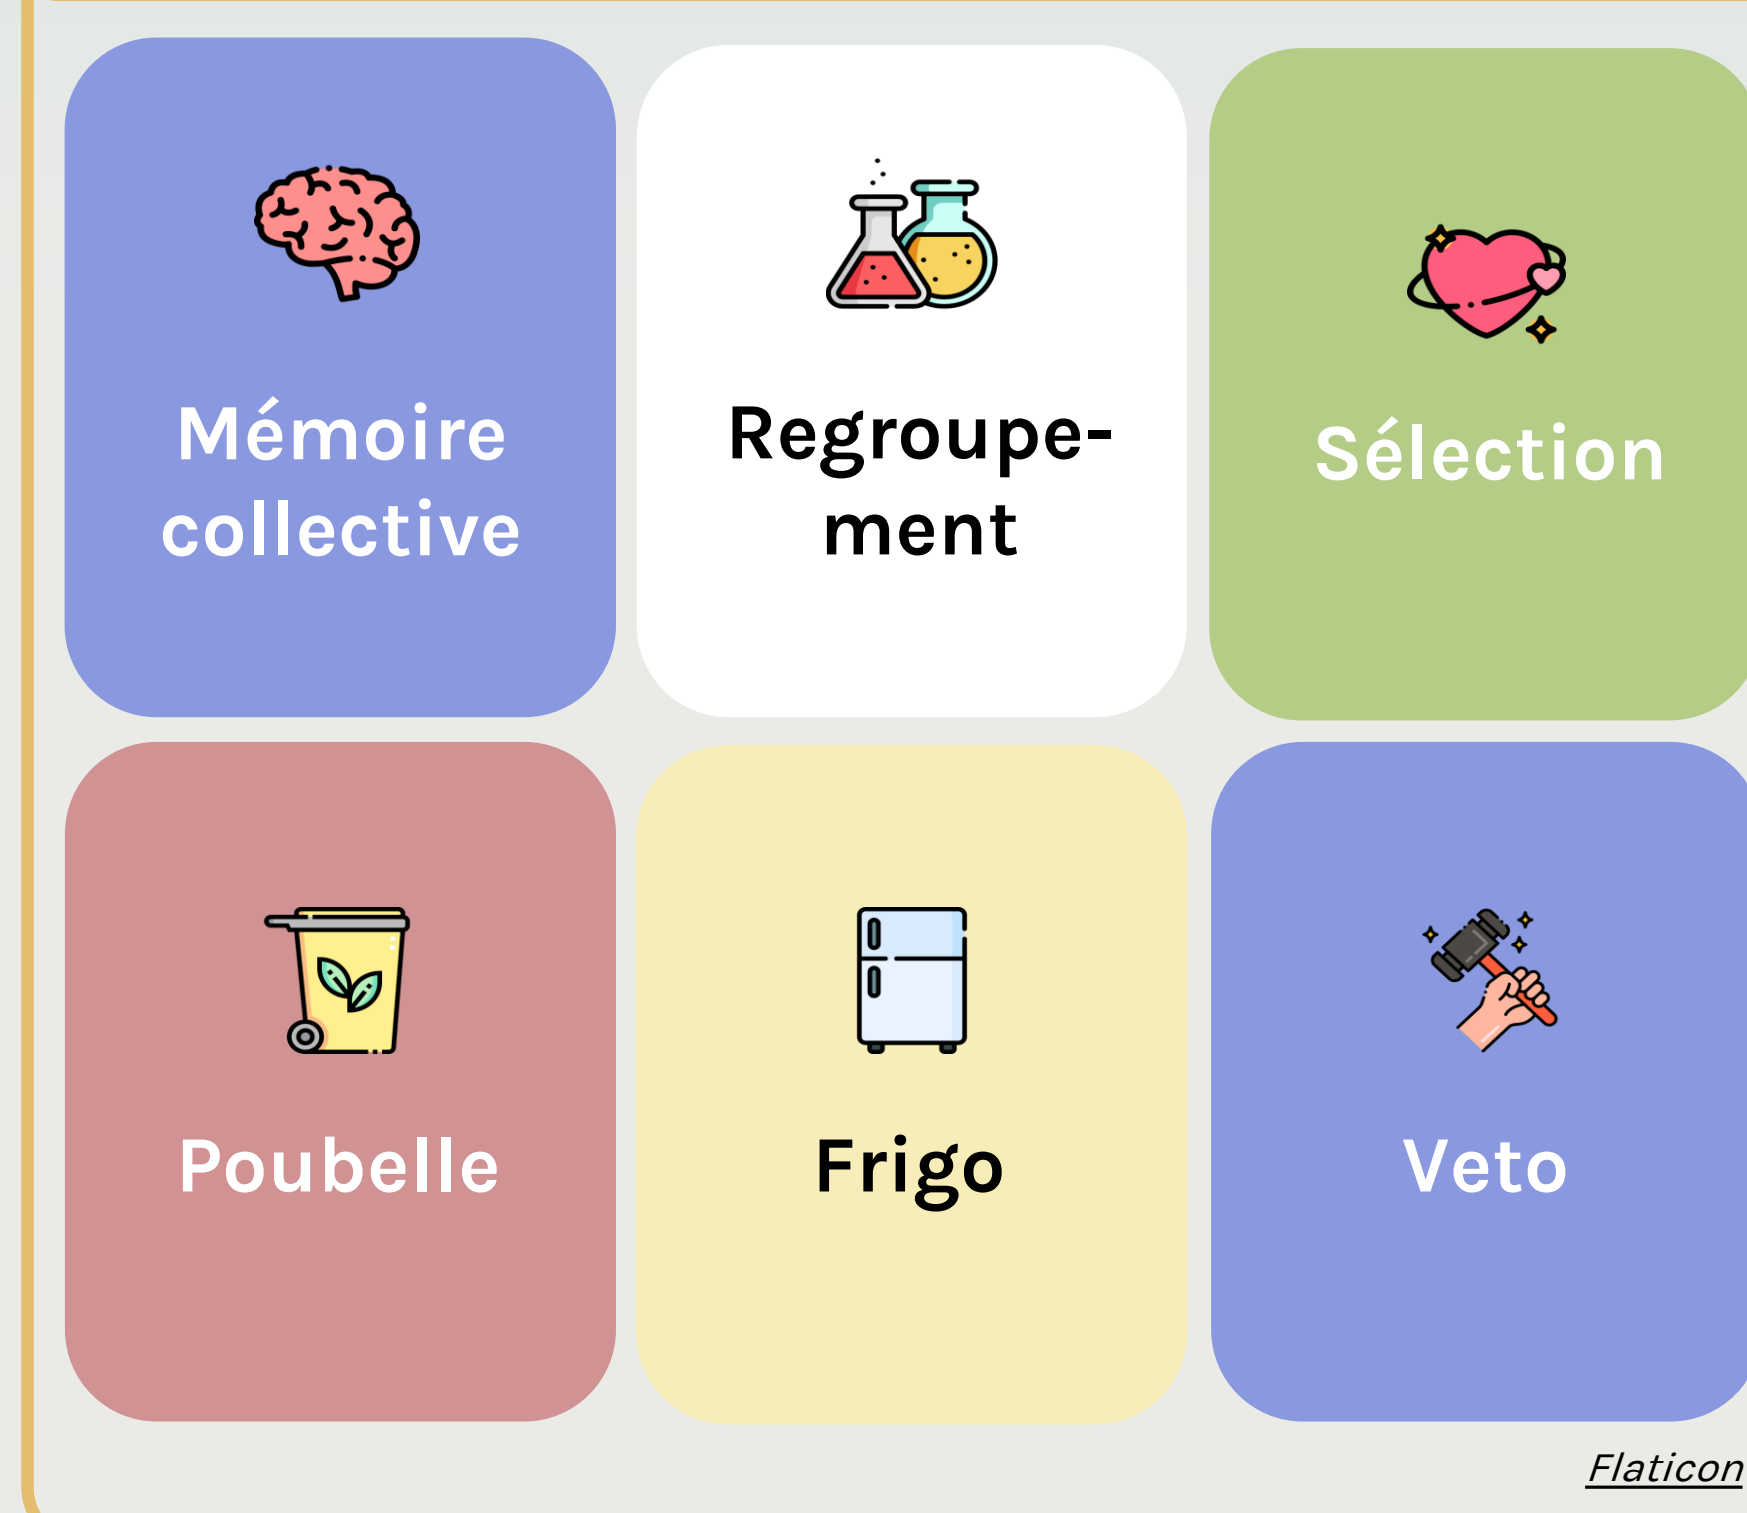 Mémoire
collective
Regroupe-
ment
Sélection
Poubelle
Frigo
Veto
Flaticon